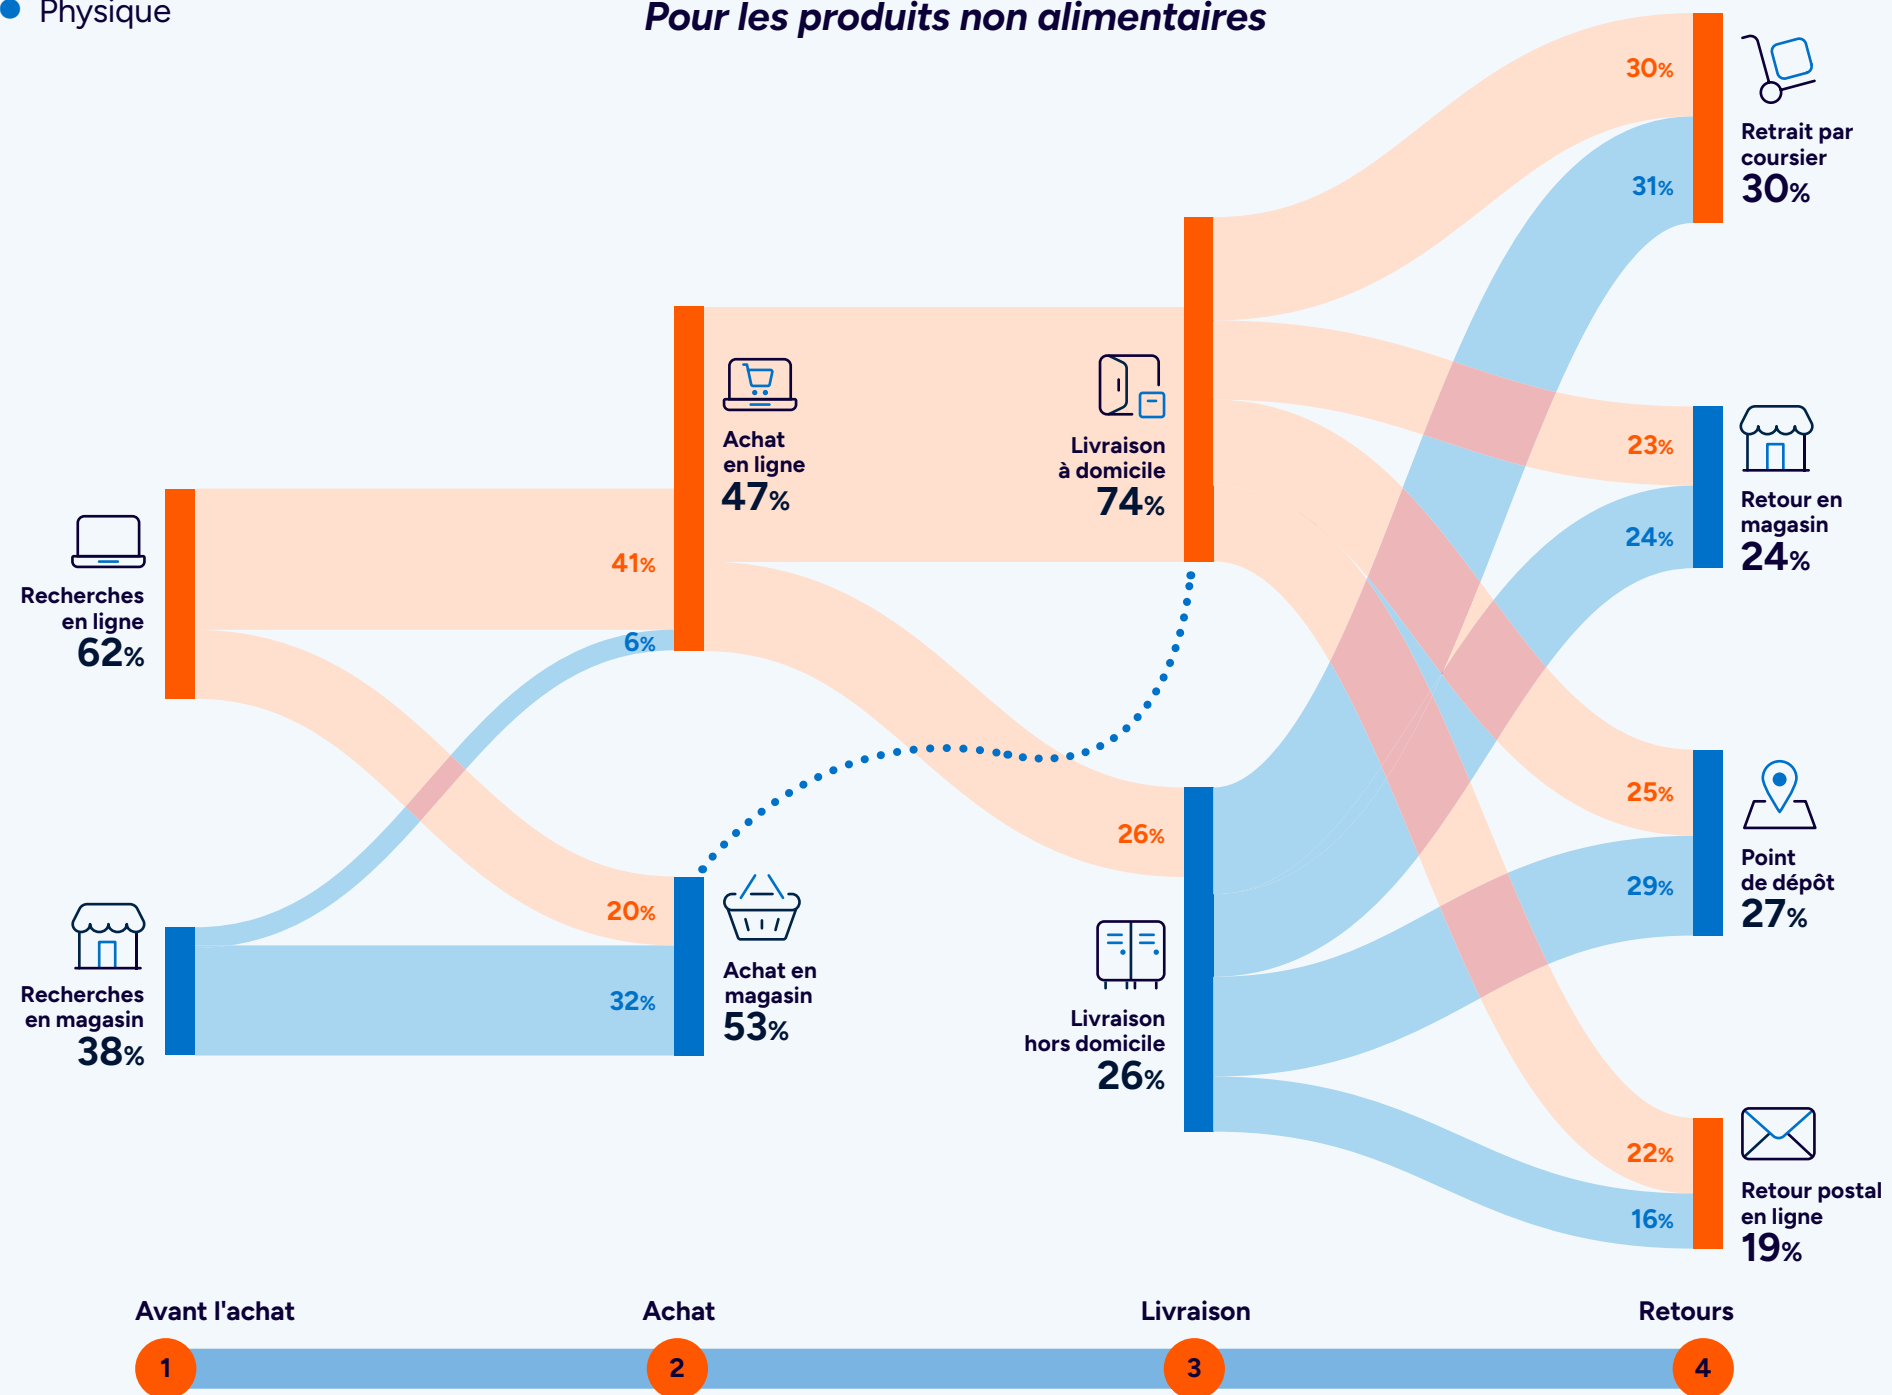 Physique
Pour les produits non alimentaires
Recherches
en ligne
62%
Recherches
en magasin
38%
41%
6%
20%
32%
Achat
en ligne
47%
Achat en
magasin
53%
Livraison
à domicile
74%
26%
Livraison
hors domicile
26%
30%
31%
23%
24%
25%
29%
22%
16%
Retrait par
coursier
30%
Retour en
magasin
24%
Point
de dépôt
27%
Retour postal
en ligne
19%
Avant l'achat
Achat
Livraison
Retours
1
2
3
4